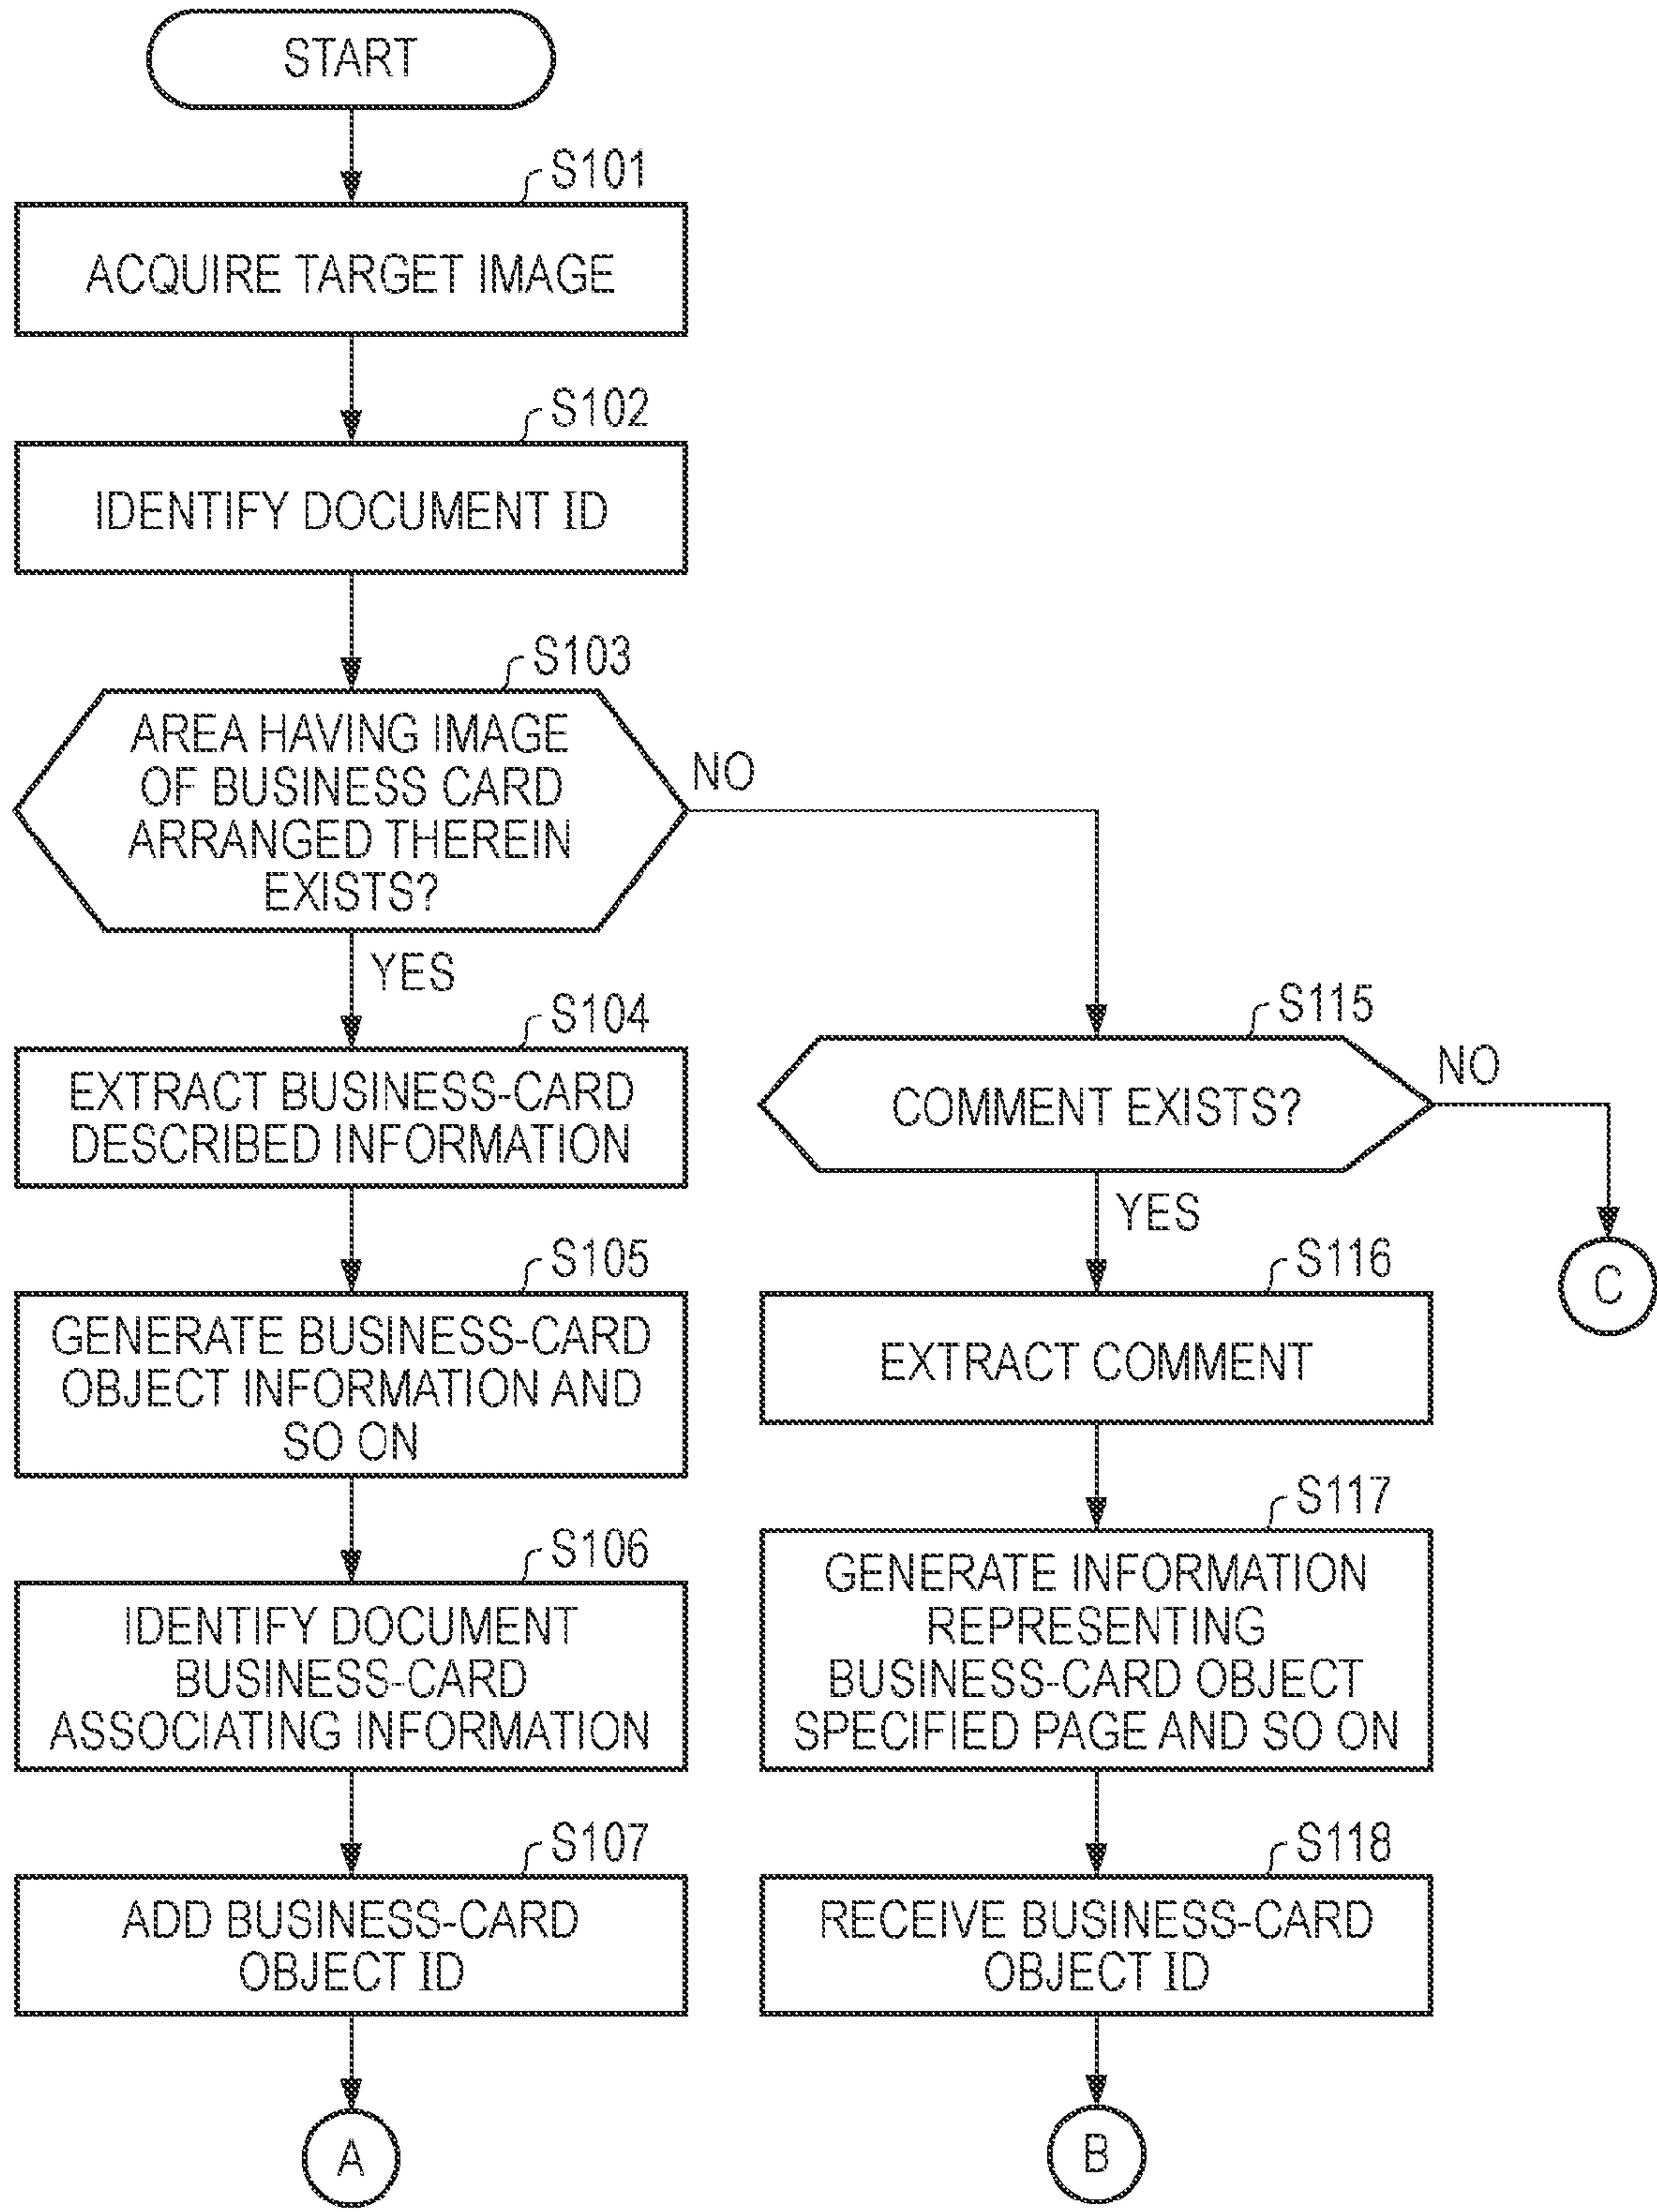 START
S101
ACQUIRE TARGET IMAGE
S102
IDENTIFY DOCUMENT ID
S103
AREA HAVING IMAGE
OF BUSINESS CARD
ARRANGED THEREIN
EXISTS?
NO
YES
S104
EXTRACT BUSINESS-CARD
DESCRIBED INFORMATION
S105
GENERATE BUSINESS-CARD
OBJECT INFORMATION AND
SO ON
S106
IDENTIFY DOCUMENT
BUSINESS-CARD
ASSOCIATING INFORMATION
S107
ADD BUSINESS-CARD
OBJECT ID
A
S115
COMMENT EXISTS?
NO
C
YES
S116
EXTRACT COMMENT
S117
GENERATE INFORMATION
REPRESENTING
BUSINESS-CARD OBJECT
SPECIFIED PAGE AND SO ON
S118
RECEIVE BUSINESS-CARD
OBJECT ID
B